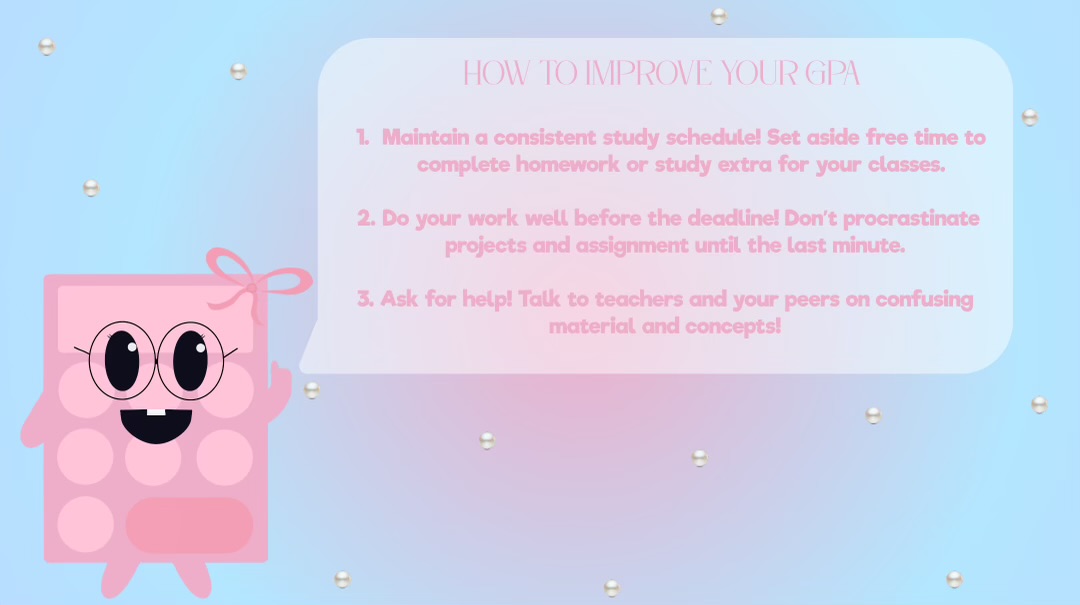 HOW TO IMPROVE YOUR GPA
1. Maintain a consistent study schedule! Set aside free time to
complete homework or study extra for your classes.
2. Do your work well before the deadline! Don't procrastinate
projects and assignment until the last minute.
3. Ask for help! Talk to teachers and your peers on confusing
material and concepts!